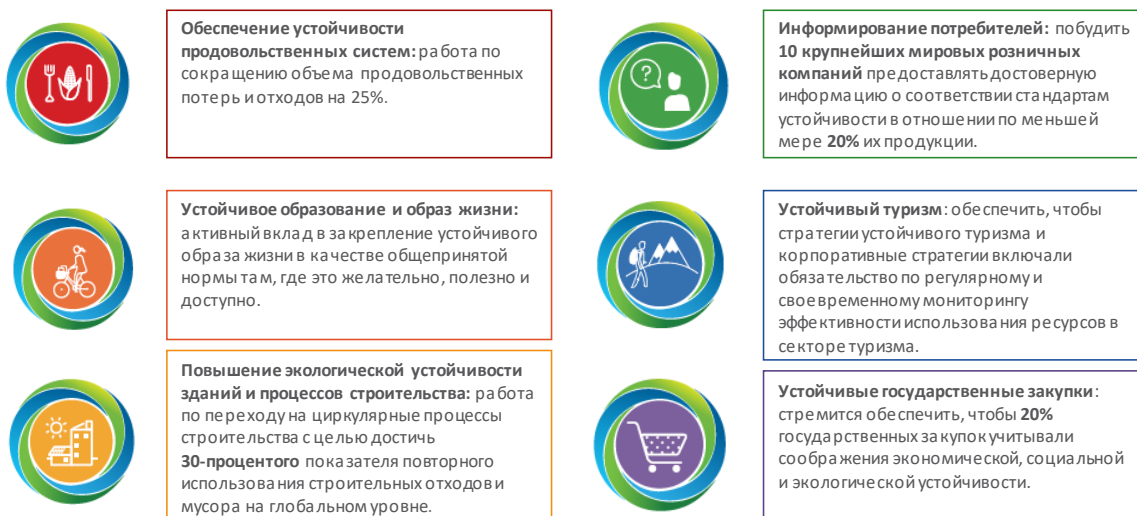 Обеспечение устойчивости
продовольственных систем: работа по
сокращению объема продовольственных
потерь и отходов на 25%.
Информирование потребителей: побудить
10 крупнейших мировых розничных
компаний предоставлять достоверную
информацию о соответствии стандартам
устойчивости в отношении по меньшей
мере 20% их продукции.
Устойчивое образование и образ жизни:
активный вклад в закрепление устойчивого
образа жизни в качестве общепринятой
нормы там, где это желательно, полезно и
доступно.
Устойчивый туризм: обеспечить, чтобы
стратегии устойчивого туризма и
корпоративные стратегии включали
обязательство по регулярному и
своевременному мониторингу
эффективности использования ресурсов в
секторе туризма.
Повышение экологической устойчивости
зданий и процессов строительства: работа
по переходу на циркулярные процессы
строительства с целью достичь
30-процентого показателя повторного
использования строительных отходов и
мусора на глобальном уровне.
Устойчивые государственные закупки:
стремится обеспечить, чтобы 20%
государственных закупок учитывали
соображения экономической, социальной
и экологической устойчивости.